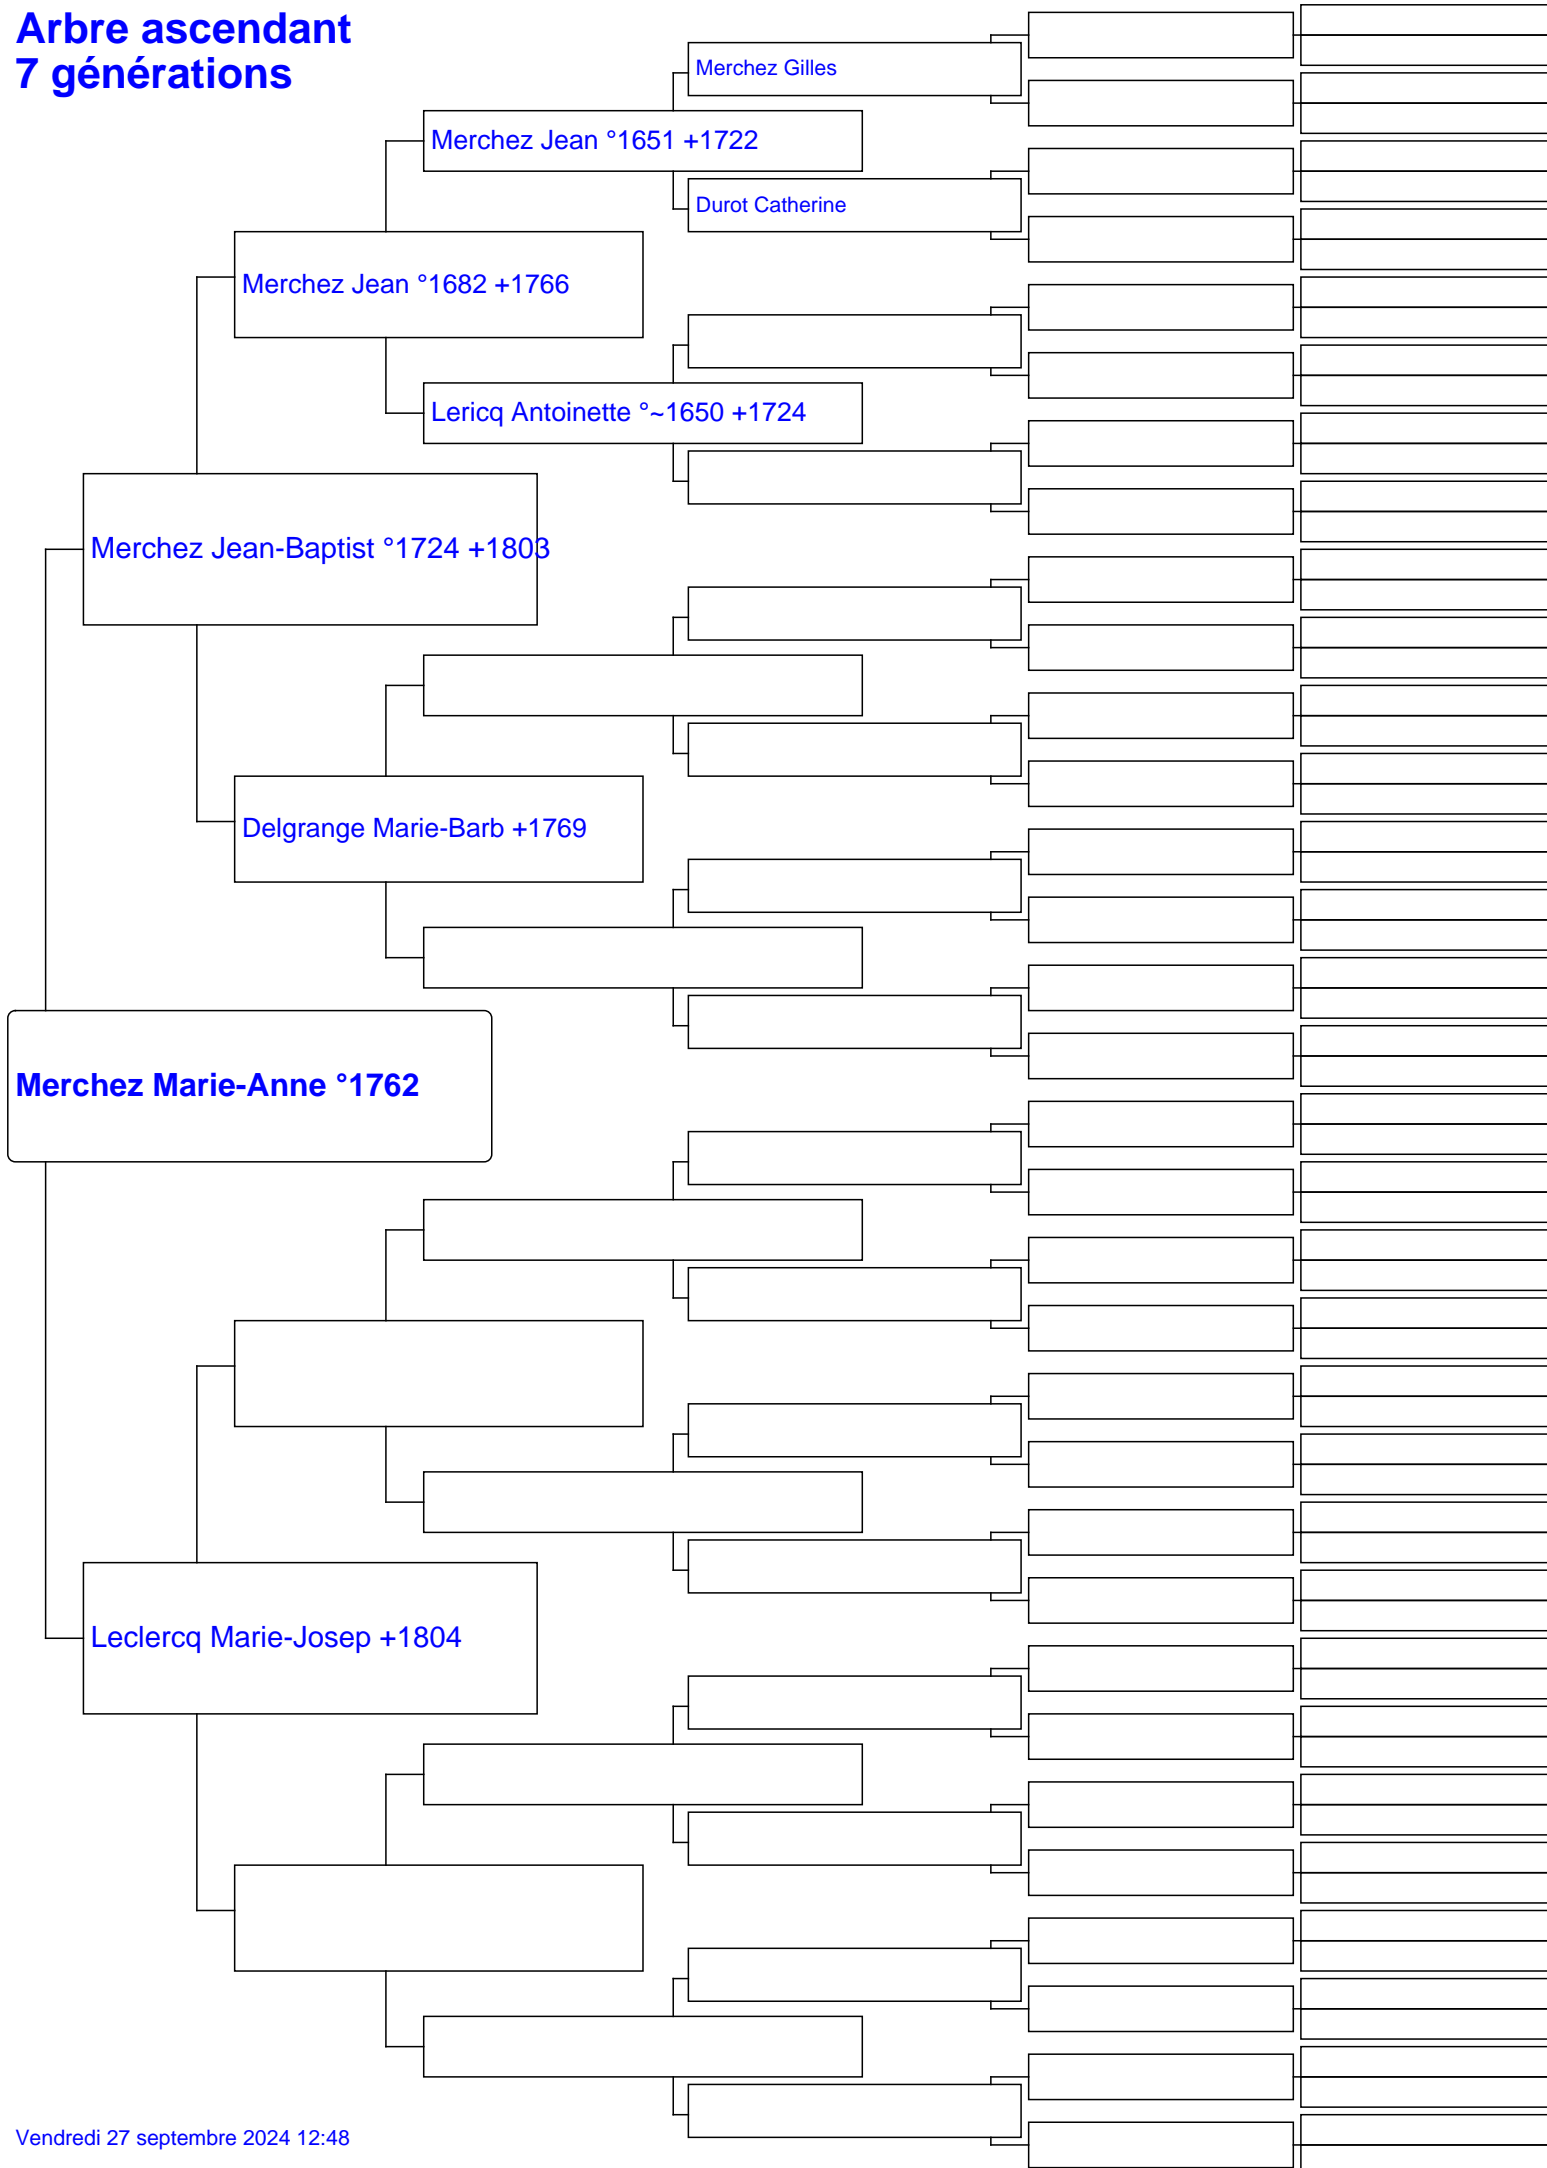 Arbre ascendant
7 générations
Merchez Gilles
Merchez Jean °1651 +1722
Durot Catherine
Merchez Jean °1682 +1766
Lericq Antoinette °~1650 +1724
Merchez Jean-Baptist °1724 +1803
Delgrange Marie-Barb +1769
Merchez Marie-Anne °1762
Leclercq Marie-Josep +1804
Vendredi 27 septembre 2024 12:48